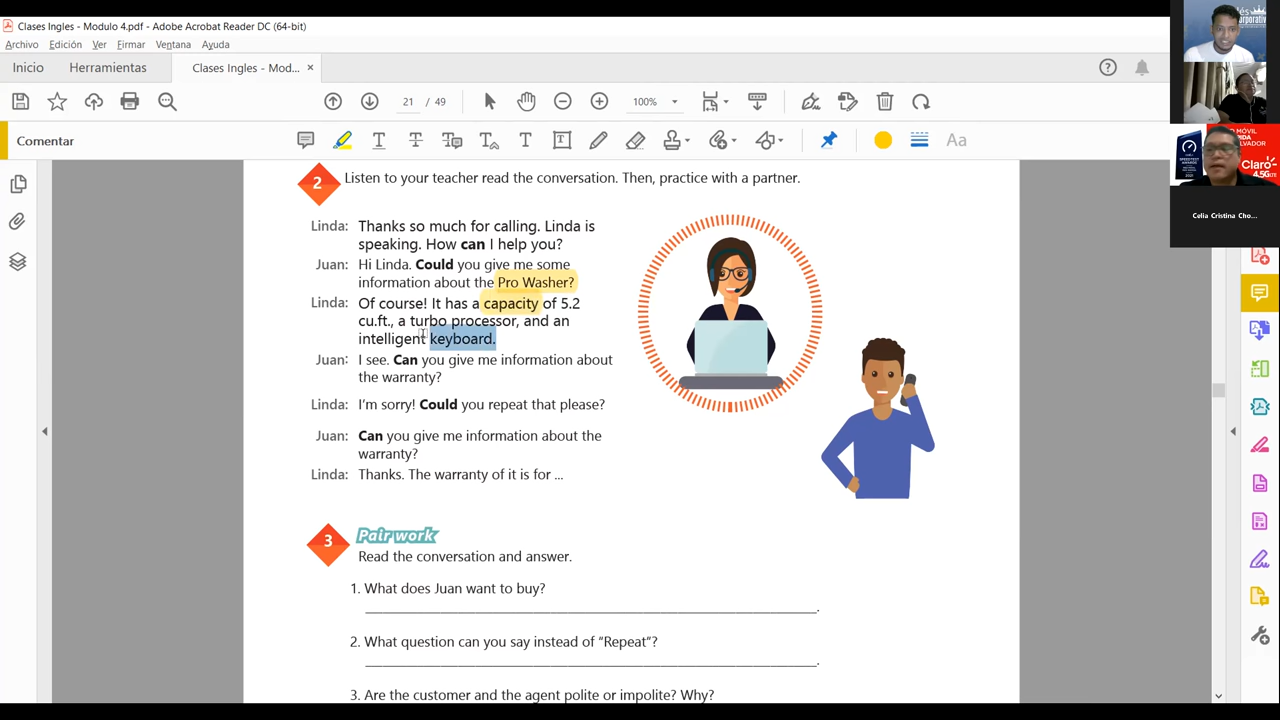 Clases Ingles - Modulo 4.pdf - Adobe Acrobat Reader DC (64-bit)
Archivo Edición Ver Firmar Ventana Ayuda
Inicio Herramientas Clases Ingles - Mod... ×
21 / 49 100%
Comentar
2 Listen to your teacher read the conversation. Then, practice with a partner.
Linda: Thanks so much for calling. Linda is
speaking. How can I help you?
Juan: Hi Linda. Could you give me some
information about the Pro Washer?
Linda: Of course! It has a capacity of 5.2
cu.ft., a turbo processor, and an
intelligent keyboard.
Juan: I see. Can you give me information about
the warranty?
Linda: I'm sorry! Could you repeat that please?
Juan: Can you give me information about the
warranty?
Linda: Thanks. The warranty of it is for ...
3 Pair work
Read the conversation and answer.
1. What does Juan want to buy?
2. What question can you say instead of “Repeat”?
3. Are the customer and the agent polite or impolite? Why?
Claro
4.5G
Celia Cristina Cho...